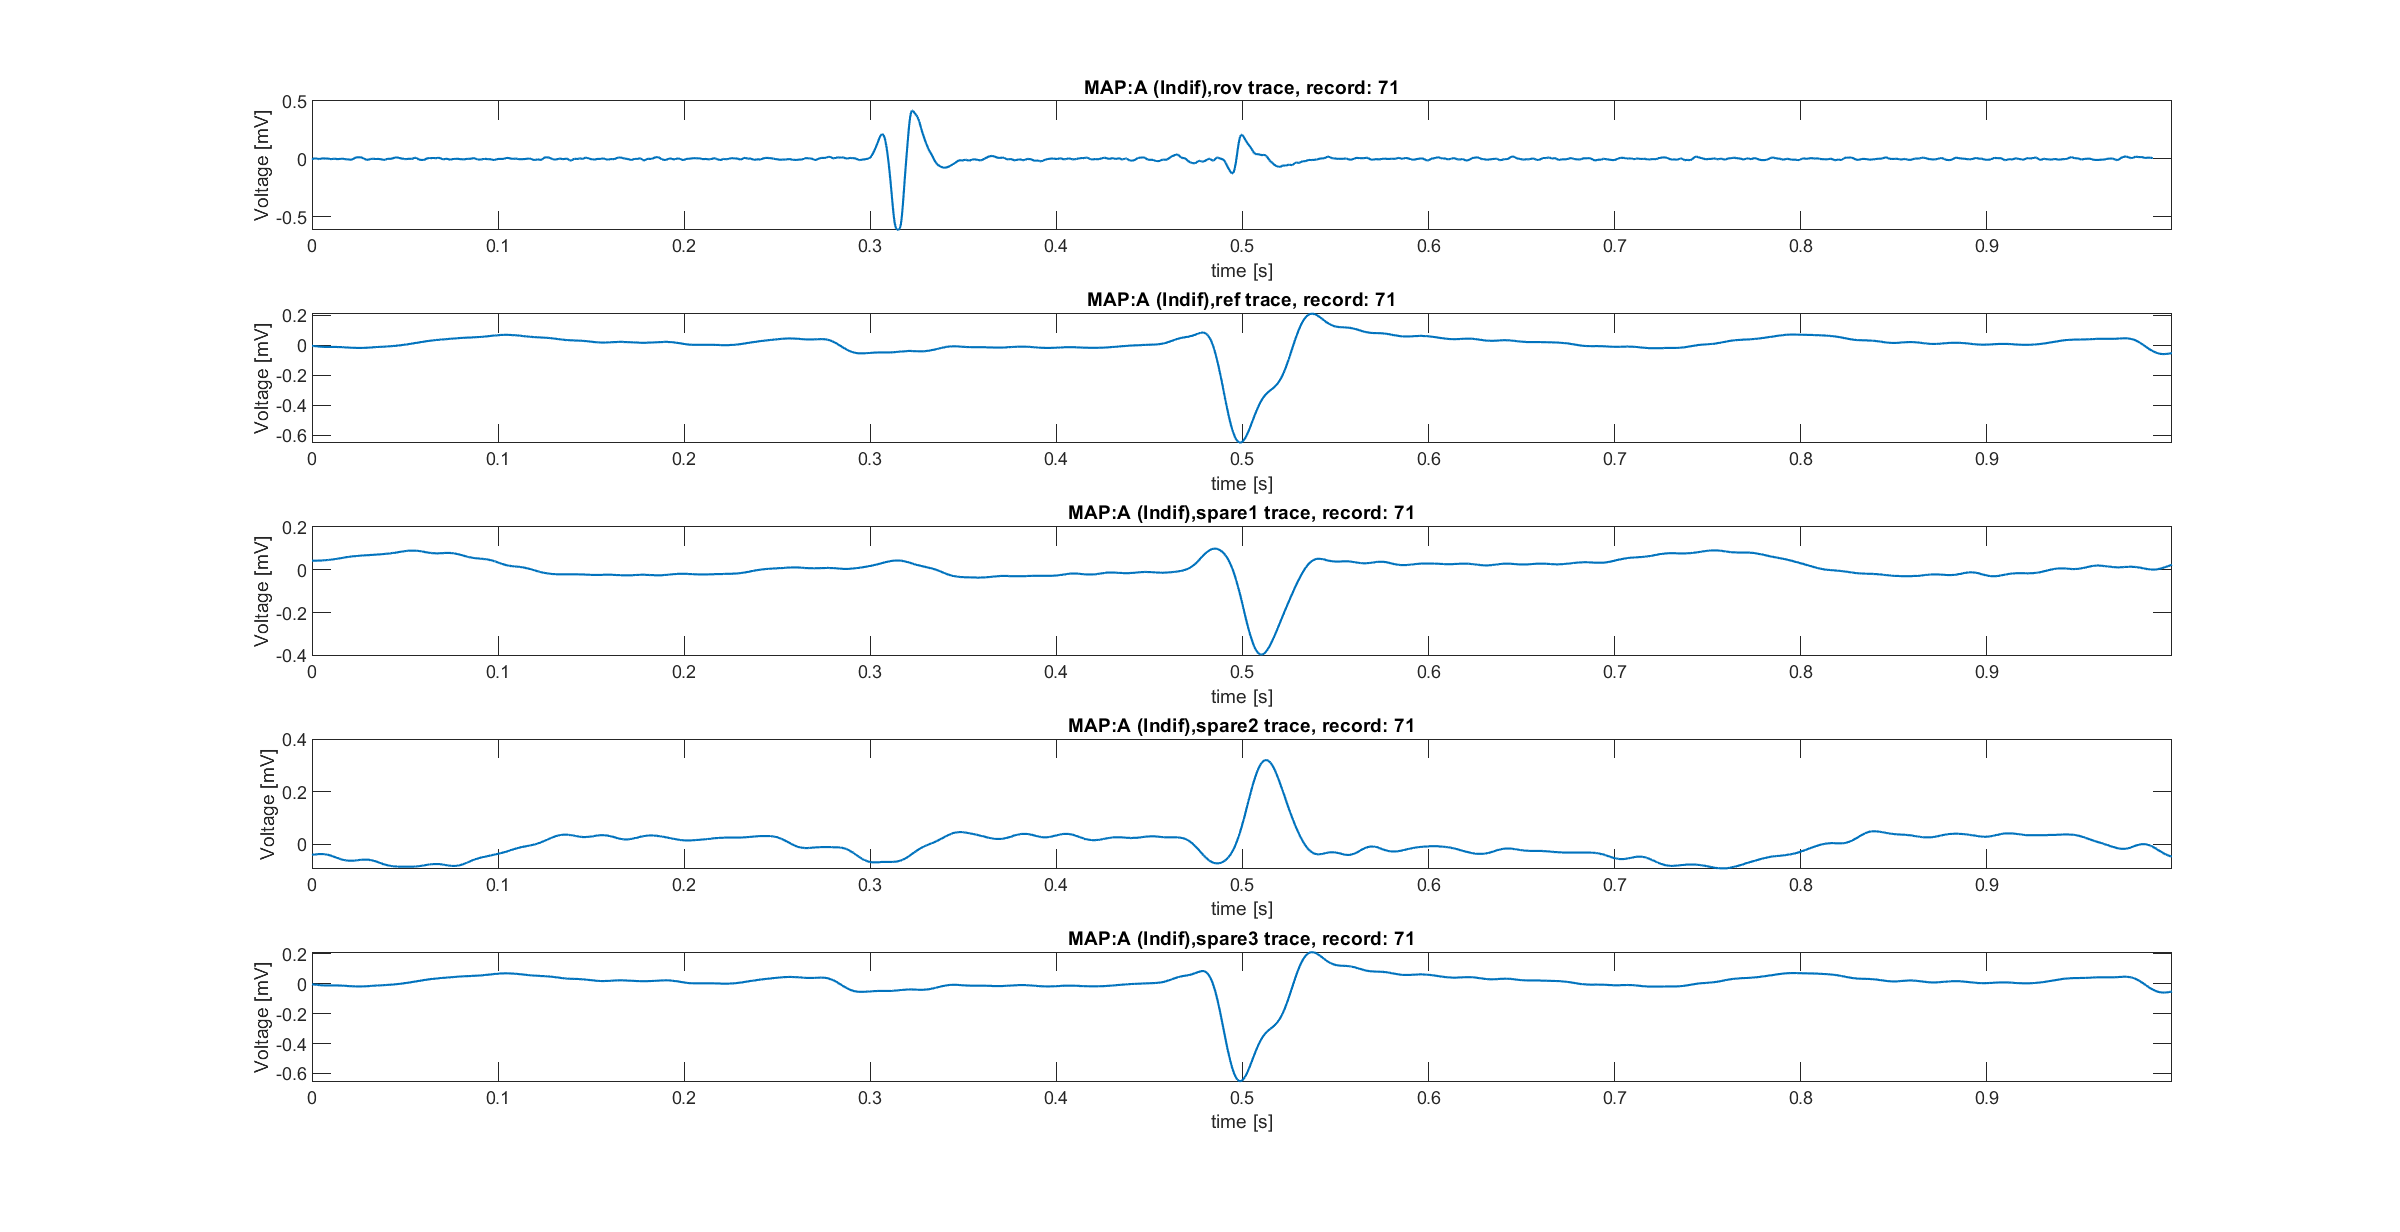 MAP:A (Indif),rov trace, record: 71
Voltage [mV]
0.5
0
-0.5
0 0.1 0.2 0.3 0.4 0.5 0.6 0.7 0.8 0.9
time [s]
MAP:A (Indif),ref trace, record: 71
Voltage [mV]
0.2
0
-0.2
-0.4
-0.6
0 0.1 0.2 0.3 0.4 0.5 0.6 0.7 0.8 0.9
time [s]
MAP:A (Indif),spare1 trace, record: 71
Voltage [mV]
0.2
0
-0.2
-0.4
0 0.1 0.2 0.3 0.4 0.5 0.6 0.7 0.8 0.9
time [s]
MAP:A (Indif),spare2 trace, record: 71
Voltage [mV]
0.4
0.2
0
0 0.1 0.2 0.3 0.4 0.5 0.6 0.7 0.8 0.9
time [s]
MAP:A (Indif),spare3 trace, record: 71
Voltage [mV]
0.2
0
-0.2
-0.4
-0.6
0 0.1 0.2 0.3 0.4 0.5 0.6 0.7 0.8 0.9
time [s]